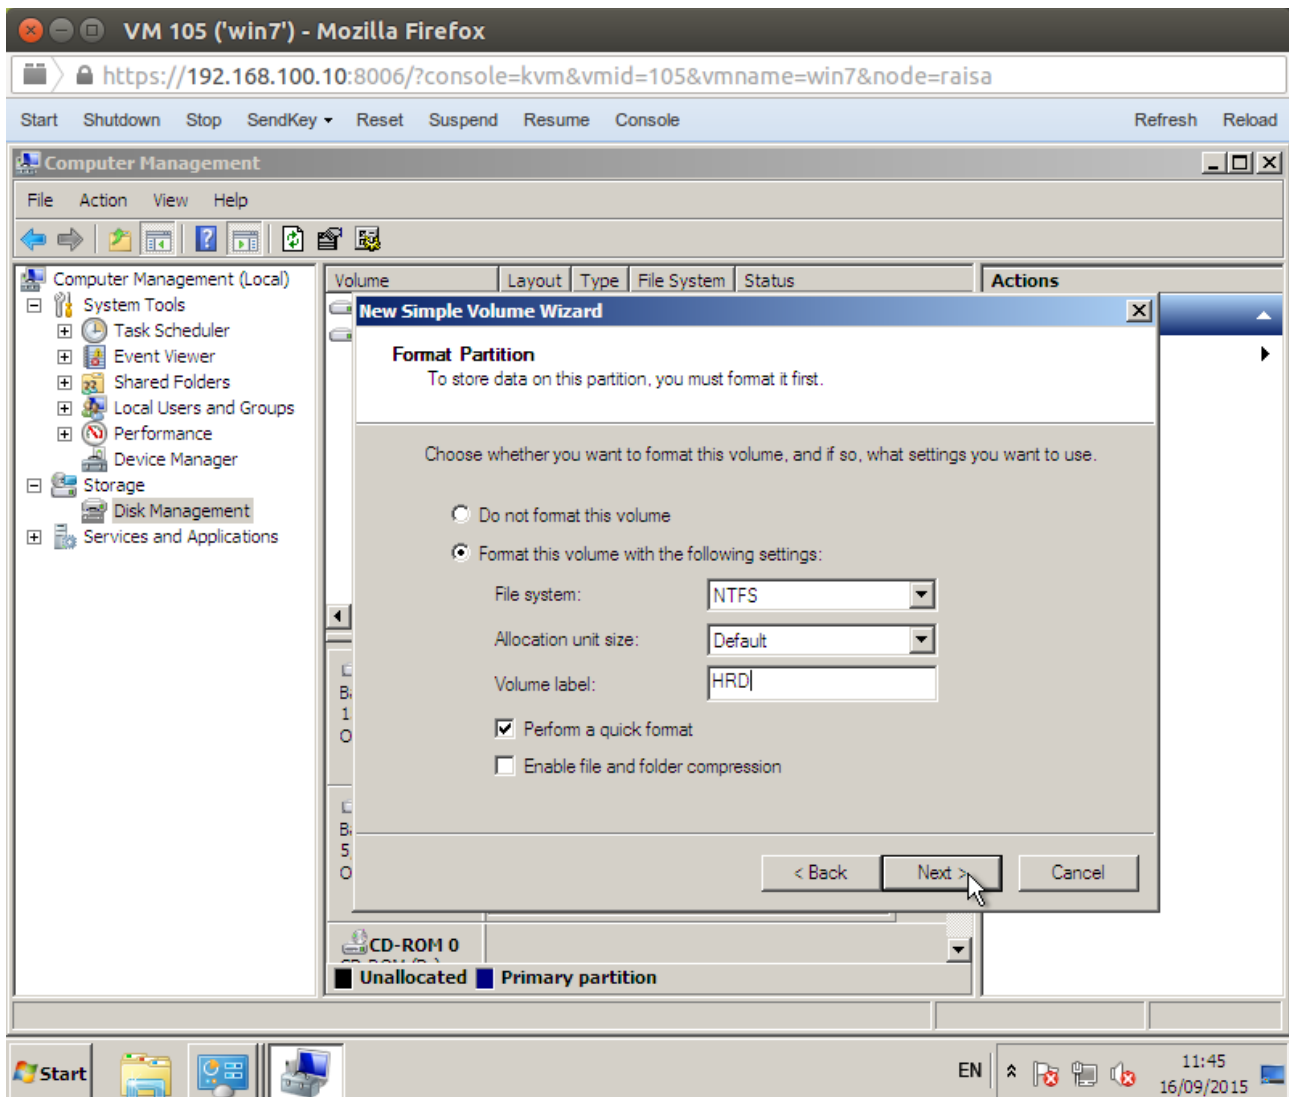 VM 105 ('win7') - Mozilla Firefox
https://192.168.100.10:8006/?console=kvm&vmid=105&vmname=win7&node=raisa
Start Shutdown Stop SendKey Reset Suspend Resume Console Refresh Reload
Computer Management
File Action View Help
Computer Management (Local)
System Tools
Task Scheduler
Event Viewer
Shared Folders
Local Users and Groups
Performance
Device Manager
Storage
Disk Management
Services and Applications
Volume Layout Type File System Status
Actions
New Simple Volume Wizard
Format Partition
To store data on this partition, you must format it first.
Choose whether you want to format this volume, and if so, what settings you want to use.
Do not format this volume
Format this volume with the following settings:
File system: NTFS
Allocation unit size: Default
Volume label: HRD
Perform a quick format
Enable file and folder compression
< Back Next > Cancel
CD-ROM 0
Unallocated Primary partition
Start
EN
11:45
16/09/2015